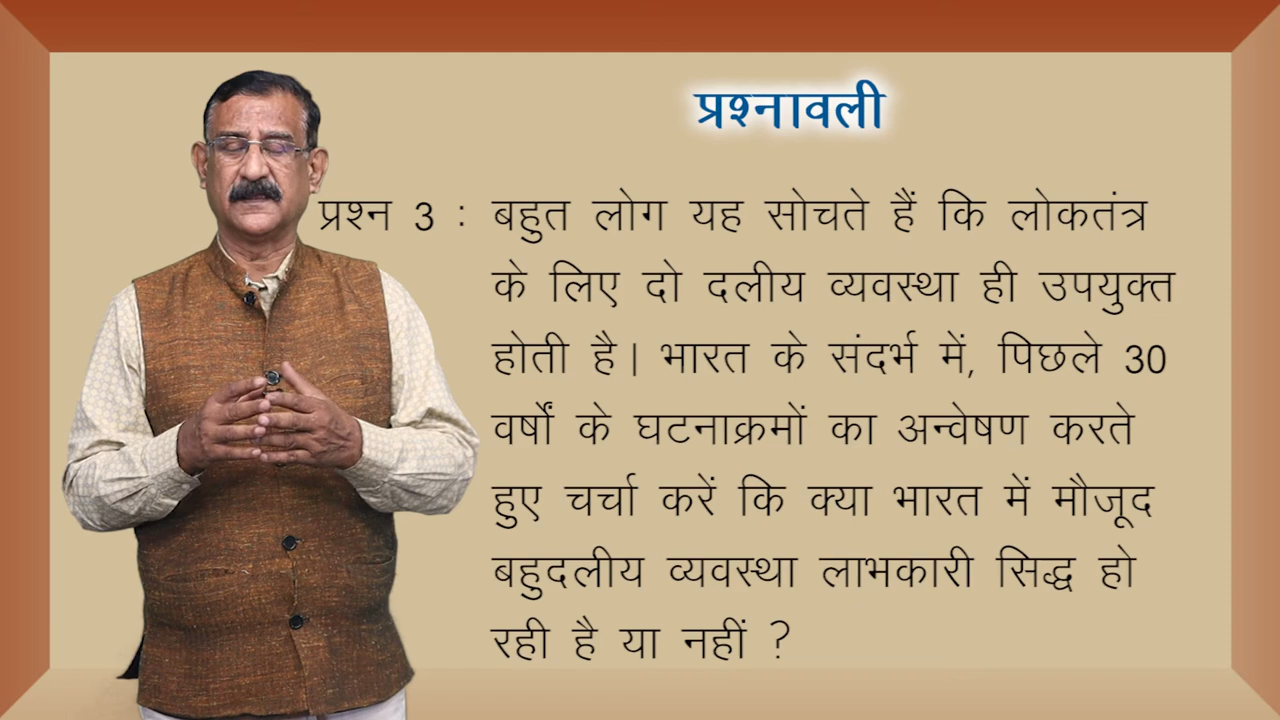 प्रश्नावली
प्रश्न 3 : बहुत लोग यह सोचते हैं कि लोकतंत्र
के लिए दो दलीय व्यवस्था ही उपयुक्त
होती है। भारत के संदर्भ में, पिछले 30
वर्षों के घटनाक्रमों का अन्वेषण करते
हुए चर्चा करें कि क्या भारत में मौजूद
बहुदलीय व्यवस्था लाभकारी सिद्ध हो
रही है या नहीं ?